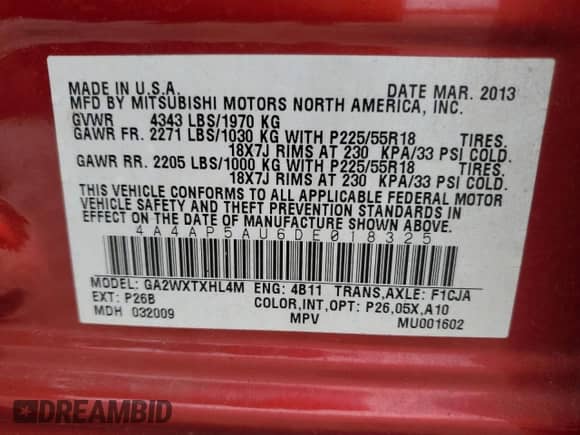 MADE IN U.S.A. DATE MAR. 2013
MFD BY MITSUBISHI MOTORS NORTH AMERICA, INC.
GVWR 4343 LBS/1970 KG
GAWR FR. 2271 LBS/1030 KG WITH P225/55R18 TIRES,
18X7J RIMS AT 230 KPA/33 PSI COLD.
GAWR RR. 2205 LBS/1000 KG WITH P225/55R18 TIRES,
18X7J RIMS AT 230 KPA/33 PSI COLD.
THIS VEHICLE CONFORMS TO ALL APPLICABLE FEDERAL MOTOR
VEHICLE SAFETY AND THEFT PREVENTION STANDARDS IN
EFFECT ON THE DATE OF MANUFACTURE SHOWN ABOVE.
4A4AP5AU6DE018325
MODEL: GA2WXTXHL4M ENG: 4B11 TRANS,AXLE: F1CJA
EXT: P26B COLOR,INT,OPT: P26,05X,A10
MDH 032009 MPV MU001602
DREAMBID